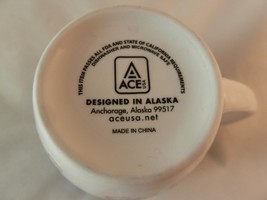 THIS ITEM PASSES ALL FDA AND STATE OF CALIFORNIA REQUIREMENTS
DISHWASHER AND MICROWAVE SAFE
ACE
USA
DESIGNED IN ALASKA
Anchorage, Alaska 99517
aceusa.net
MADE IN CHINA